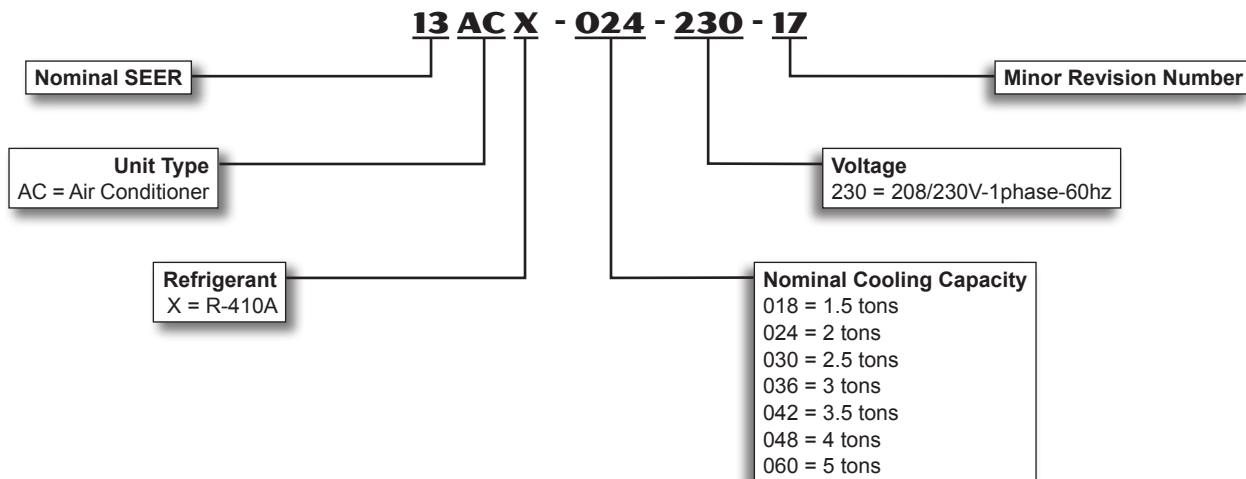 13 AC X - 024 - 230 - 17
Nominal SEER
Minor Revision Number
Unit Type
AC = Air Conditioner
Voltage
230 = 208/230V-1phase-60hz
Refrigerant
X = R-410A
Nominal Cooling Capacity
018 = 1.5 tons
024 = 2 tons
030 = 2.5 tons
036 = 3 tons
042 = 3.5 tons
048 = 4 tons
060 = 5 tons